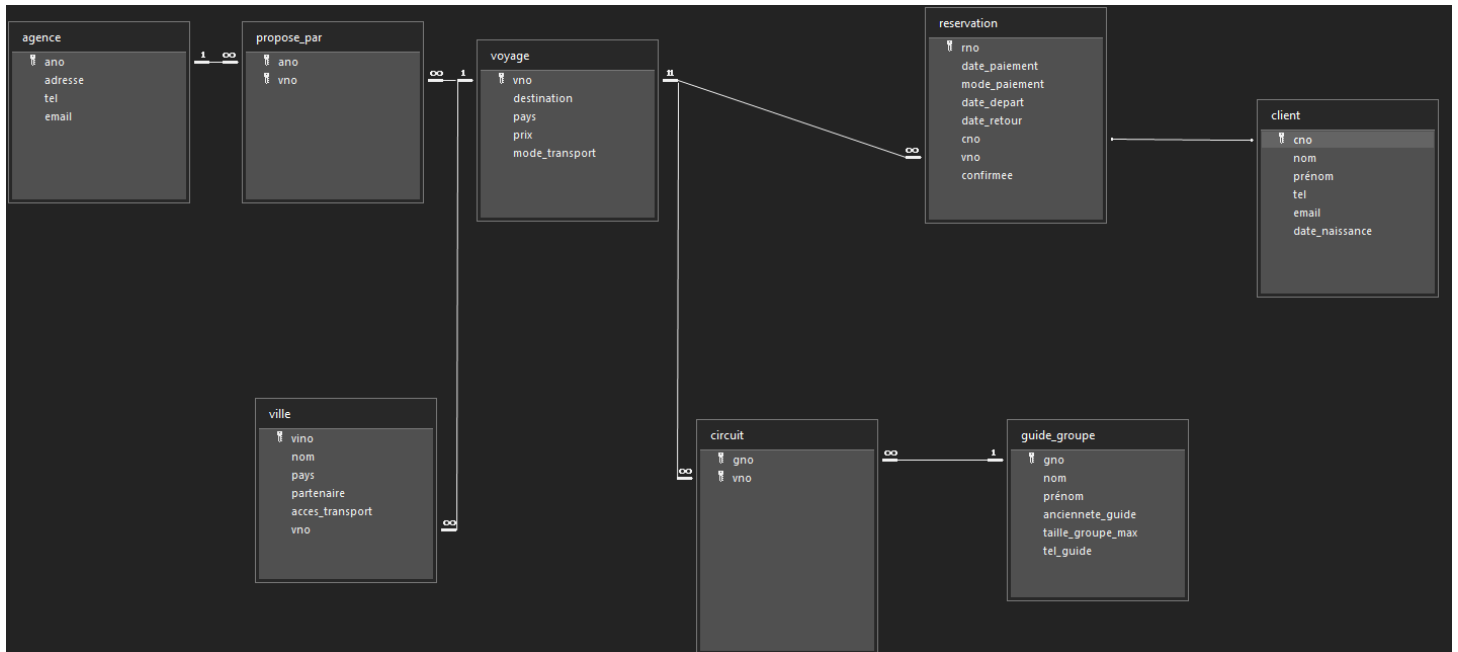 agence
ano
adresse
tel
email
1 ∞
propose_par
ano
vno
∞ 1
voyage
vno
destination
pays
prix
mode_transport
11
∞
reservation
rno
date_paiement
mode_paiement
date_depart
date_retour
cno
vno
confirmee
client
cno
nom
prénom
tel
email
date_naissance
ville
vino
nom
pays
partenaire
acces_transport
vno
∞
circuit
gno
vno
∞
∞ 1
guide_groupe
gno
nom
prénom
anciennete_guide
taille_groupe_max
tel_guide